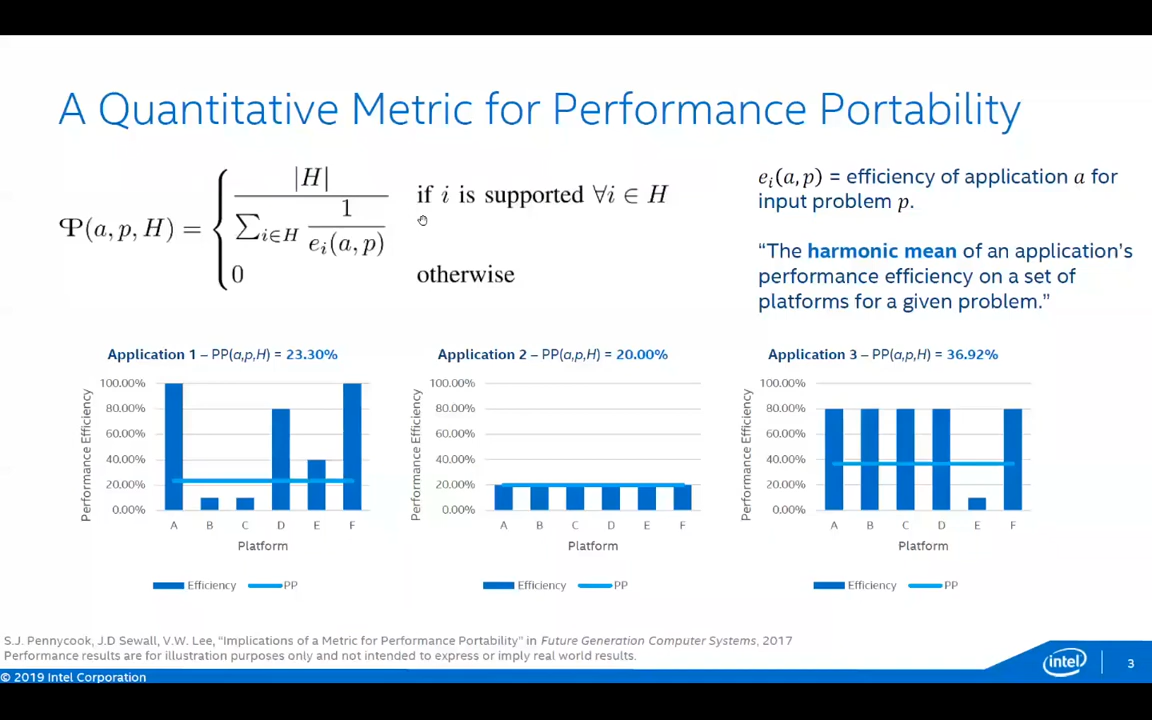 A Quantitative Metric for Performance Portability
𝒫(a, p, H) = { |H| / ∑i∈H 1/ei(a, p) if i is supported ∀i ∈ H
0 otherwise
ei(a, p) = efficiency of application a for
input problem p.
“The harmonic mean of an application’s
performance efficiency on a set of
platforms for a given problem.”
Application 1 – PP(a,p,H) = 23.30%
Performance Efficiency
100.00%
80.00%
60.00%
40.00%
20.00%
0.00%
A B C D E F
Platform
Efficiency PP
Application 2 – PP(a,p,H) = 20.00%
Performance Efficiency
100.00%
80.00%
60.00%
40.00%
20.00%
0.00%
A B C D E F
Platform
Efficiency PP
Application 3 – PP(a,p,H) = 36.92%
Performance Efficiency
100.00%
80.00%
60.00%
40.00%
20.00%
0.00%
A B C D E F
Platform
Efficiency PP
S.J. Pennycook, J.D Sewall, V.W. Lee, “Implications of a Metric for Performance Portability” in Future Generation Computer Systems, 2017
Performance results are for illustration purposes only and not intended to express or imply real world results.
© 2019 Intel Corporation
intel
3